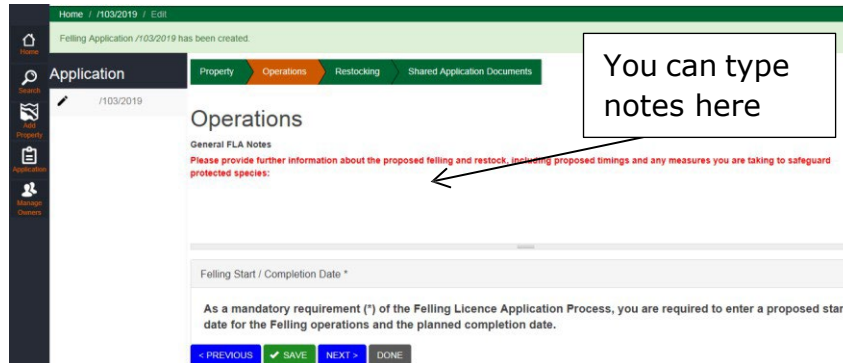 Home / /103/2019 / Edit
Felling Application /103/2019 has been created.
Home
Search
Add
Property
Application
Manage
Owners
Application
/103/2019
Property
Operations
Restocking
Shared Application Documents
You can type
notes here
Operations
General FLA Notes
Please provide further information about the proposed felling and restock, including proposed timings and any measures you are taking to safeguard
protected species:
Felling Start / Completion Date *
As a mandatory requirement (*) of the Felling Licence Application Process, you are required to enter a proposed star
date for the Felling operations and the planned completion date.
< PREVIOUS
✔ SAVE
NEXT >
DONE